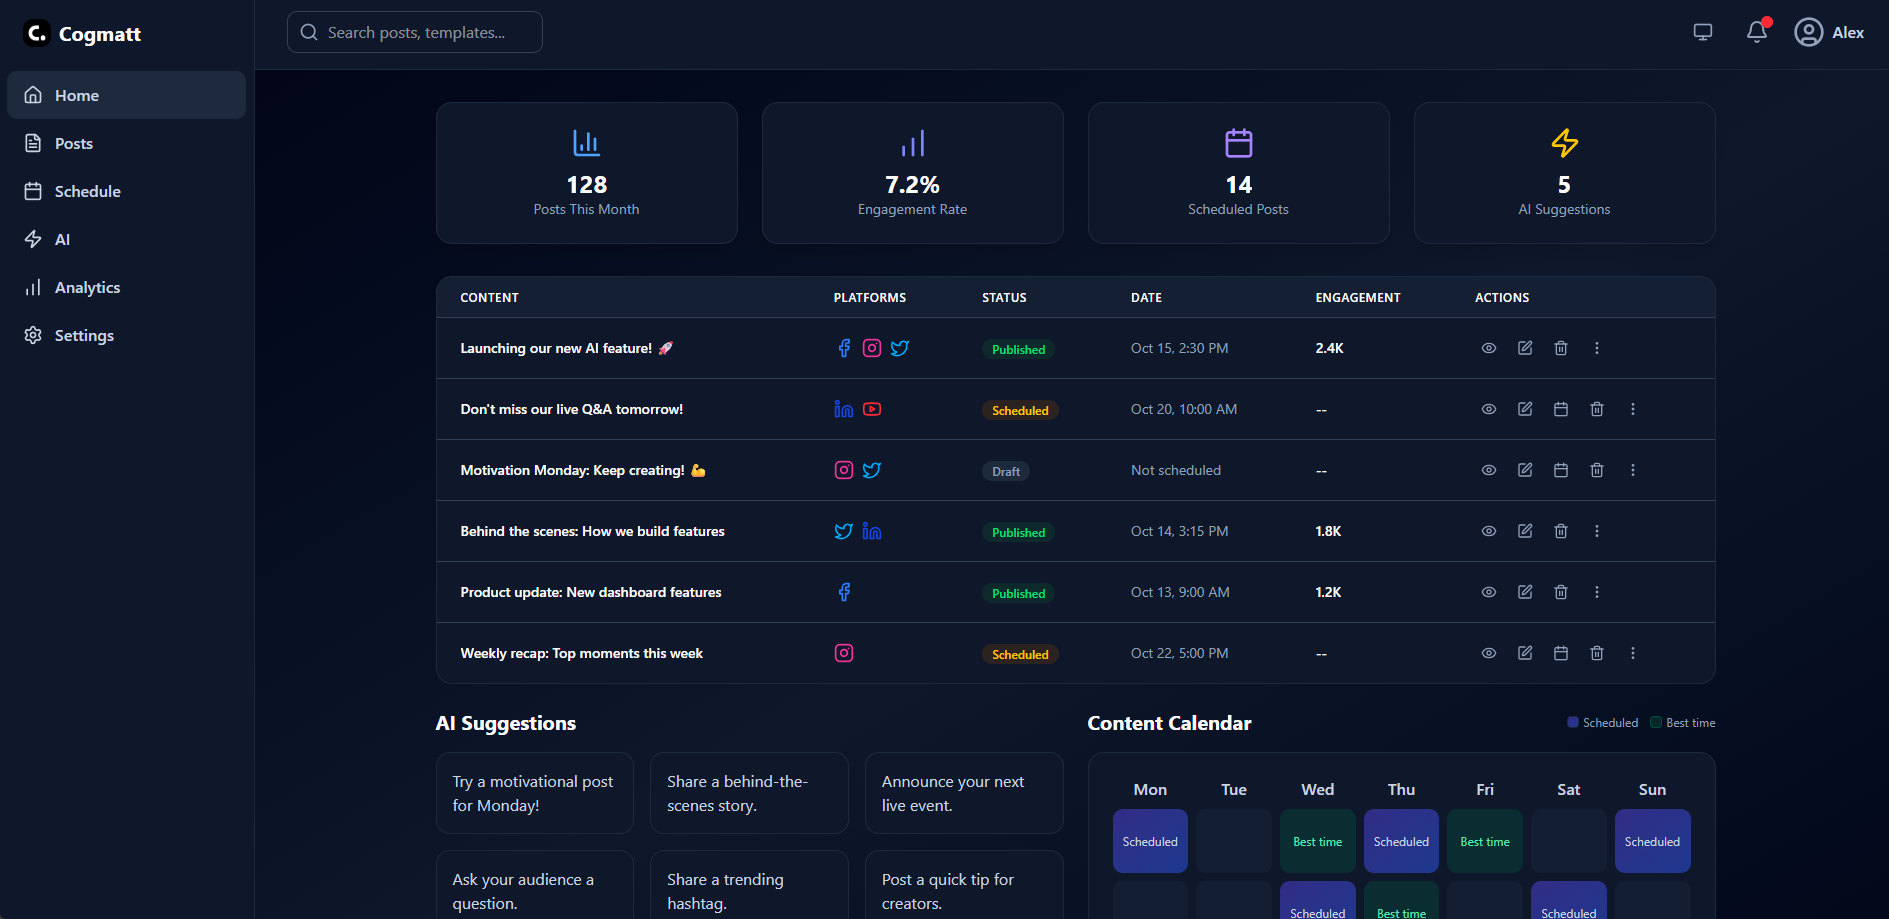 C. Cogmatt
Search posts, templates...
Alex
Home
Posts
Schedule
AI
Analytics
Settings
128
Posts This Month
7.2%
Engagement Rate
14
Scheduled Posts
5
AI Suggestions
CONTENT PLATFORMS STATUS DATE ENGAGEMENT ACTIONS
Launching our new AI feature! 🚀 Published Oct 15, 2:30 PM 2.4K
Don't miss our live Q&A tomorrow! Scheduled Oct 20, 10:00 AM --
Motivation Monday: Keep creating! 💪 Draft Not scheduled --
Behind the scenes: How we build features Published Oct 14, 3:15 PM 1.8K
Product update: New dashboard features Published Oct 13, 9:00 AM 1.2K
Weekly recap: Top moments this week Scheduled Oct 22, 5:00 PM --
AI Suggestions
Try a motivational post
for Monday!
Share a behind-the-
scenes story.
Announce your next
live event.
Ask your audience a
question.
Share a trending
hashtag.
Post a quick tip for
creators.
Content Calendar
Scheduled Best time
Mon Tue Wed Thu Fri Sat Sun
Scheduled Best time Scheduled Best time Scheduled
Scheduled Best time Scheduled